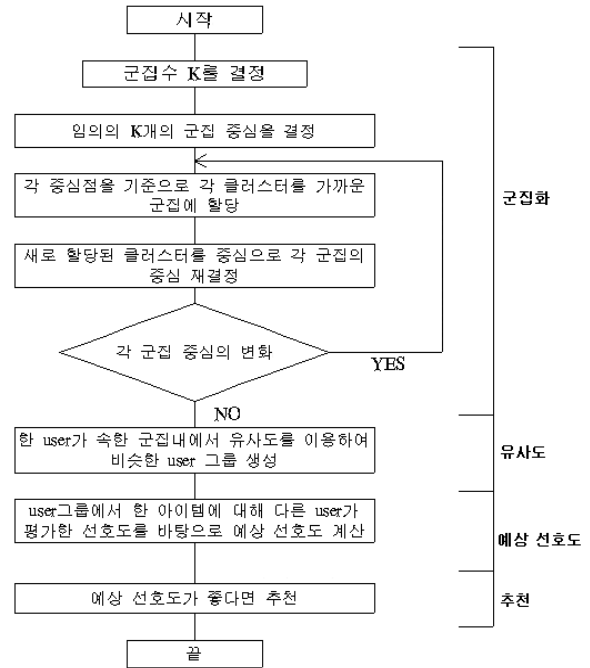 시작
군집수 K를 결정
임의의 K개의 군집 중심을 결정
각 중심점을 기준으로 각 클러스터를 가까운
군집에 할당
새로 할당된 클러스터를 중심으로 각 군집의
중심 재결정
각 군집 중심의 변화
YES
NO
군집화
한 user가 속한 군집내에서 유사도를 이용하여
비슷한 user 그룹 생성
유사도
user그룹에서 한 아이템에 대해 다른 user가
평가한 선호도를 바탕으로 예상 선호도 계산
예상 선호도
예상 선호도가 좋다면 추천
추천
끝